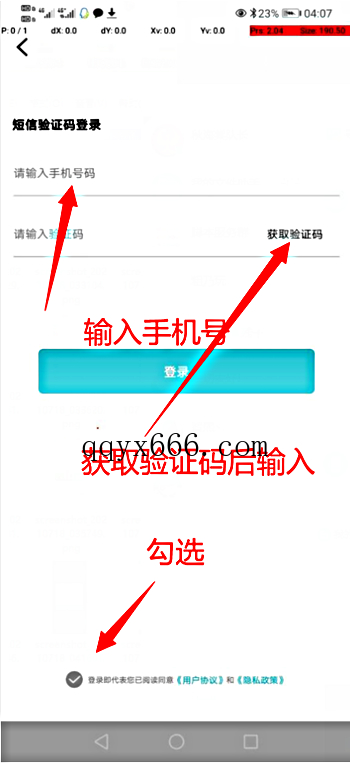 23% 04:07
P: 0 / 1 dX: 0.0 dY: 0.0 Xv: 0.0 Yv: 0.0 Prs: 2.04 Size: 190.50
短信验证码登录
请输入手机号码
请输入验证码 获取验证码
输入手机号
登录
qqyx666.com
获取验证码后输入
勾选
登录即代表您已阅读同意《用户协议》和《隐私政策》